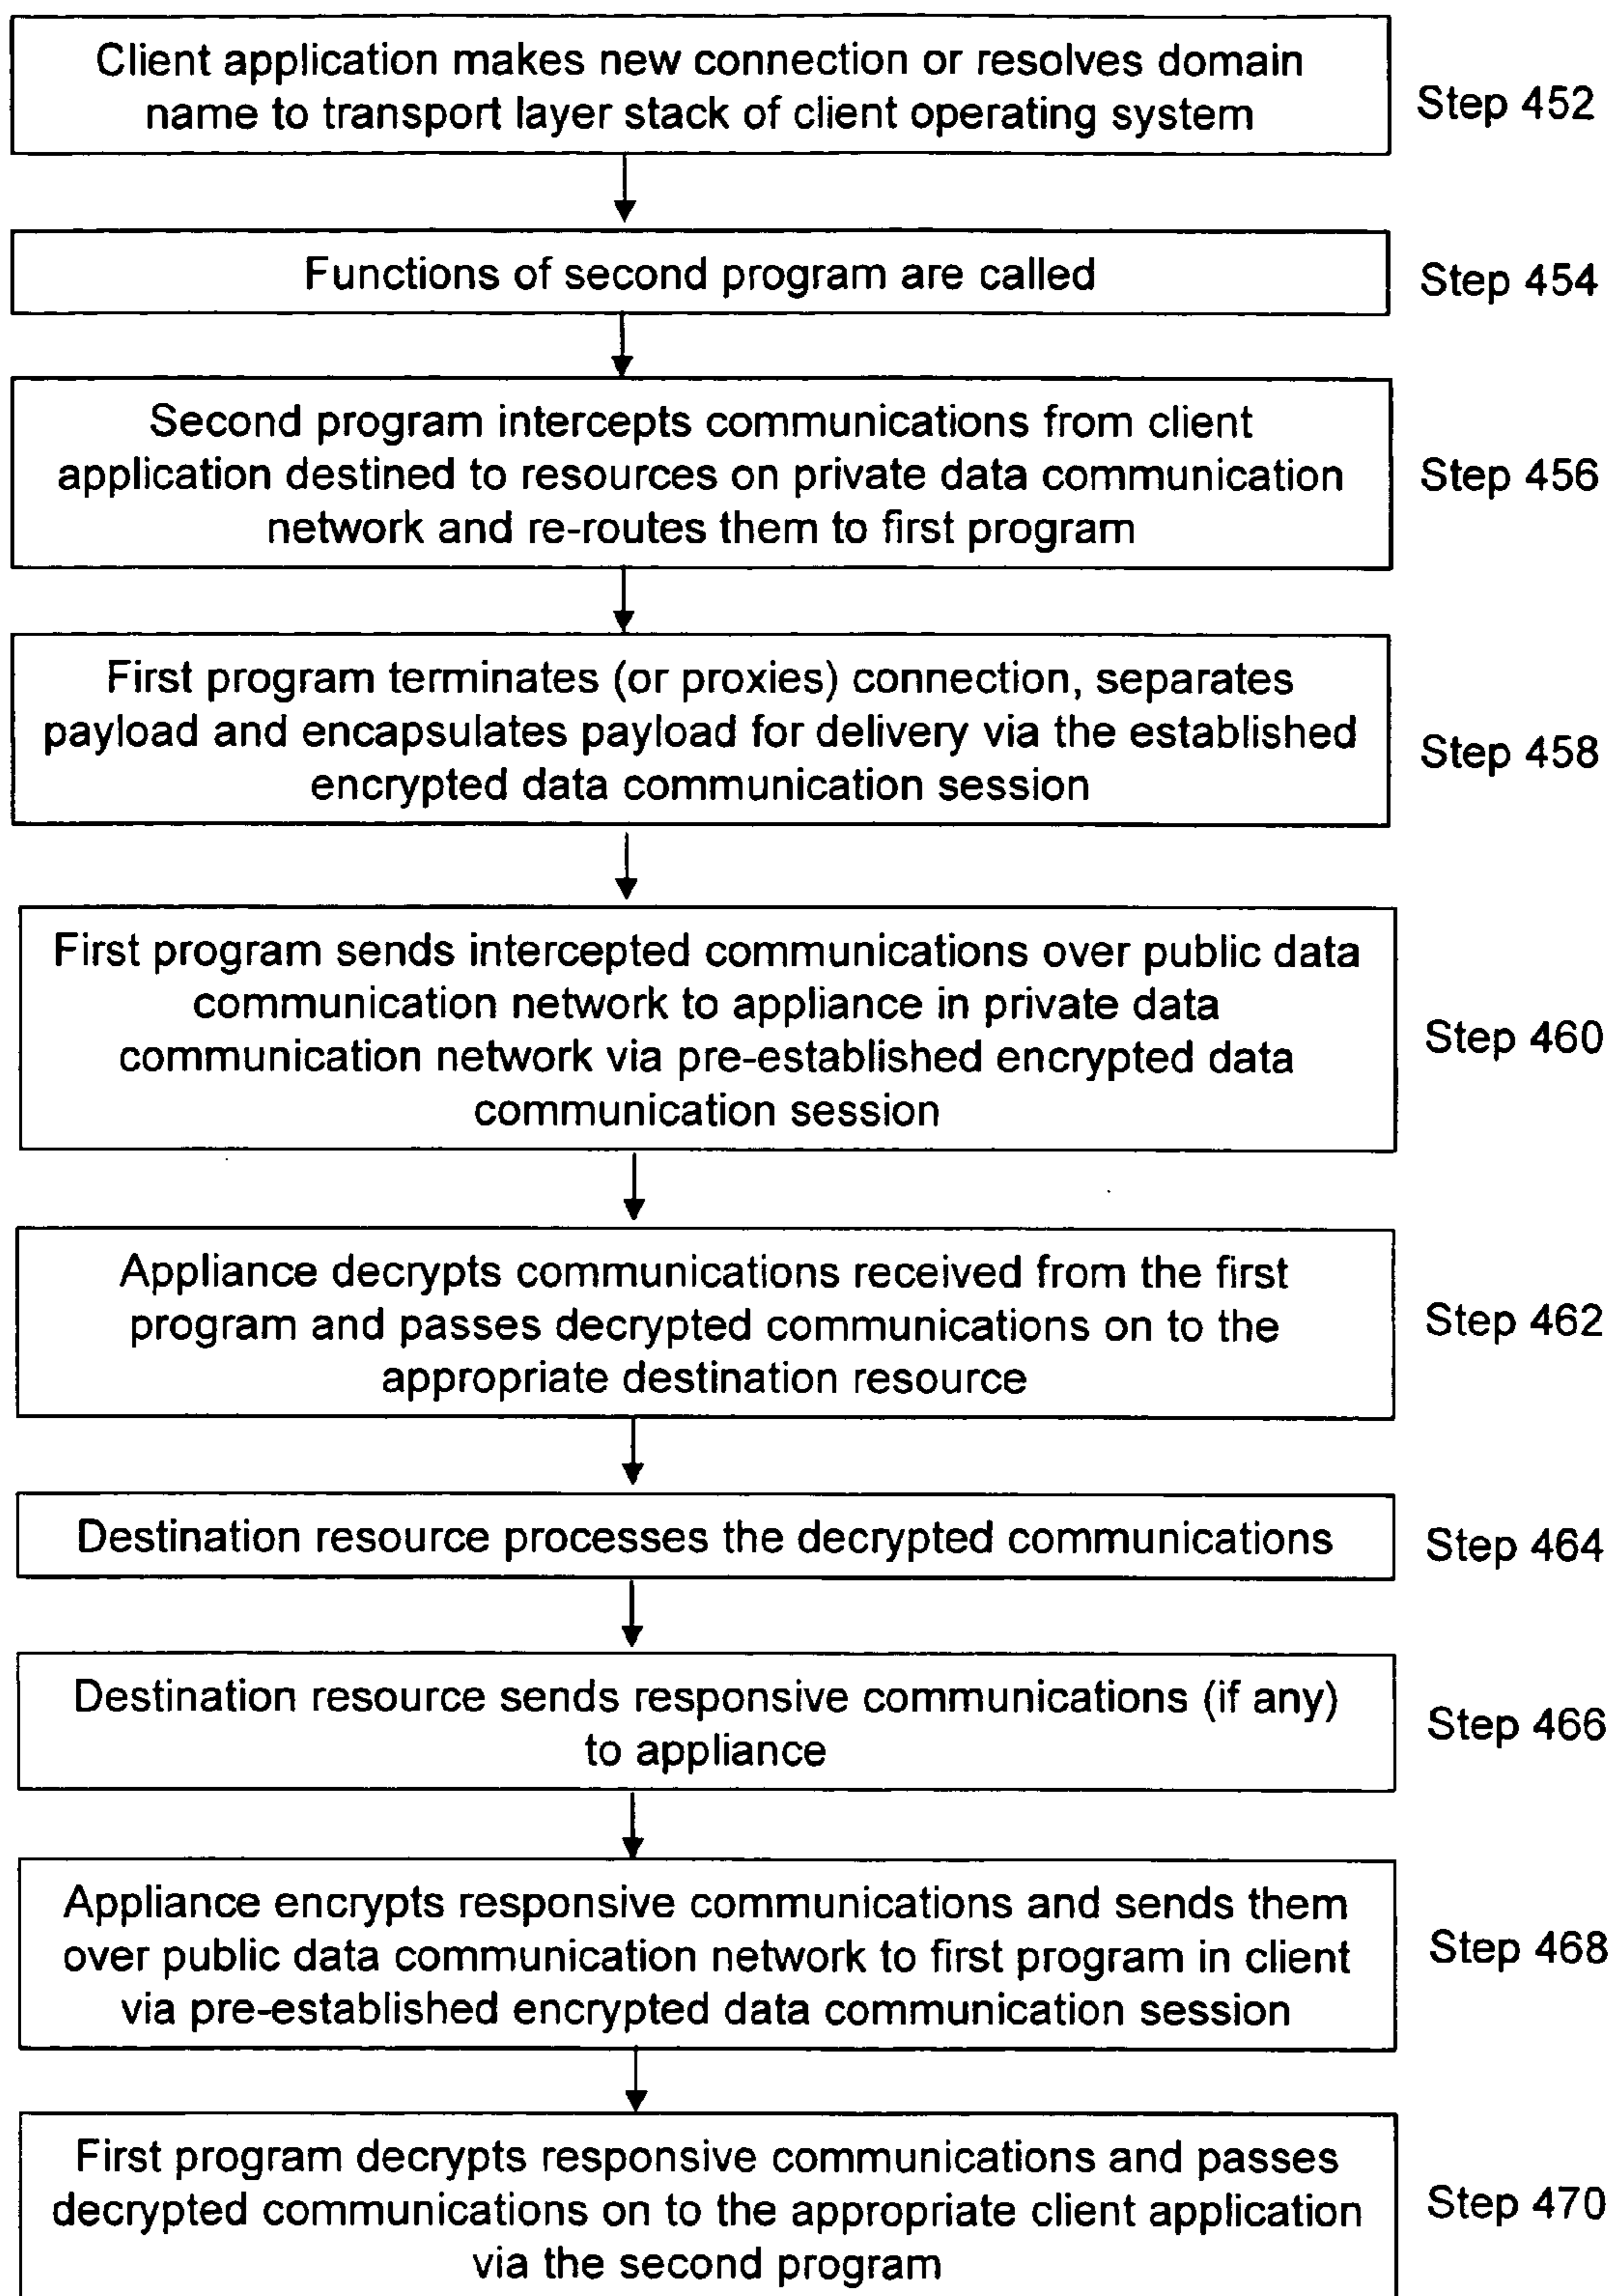 Client application makes new connection or resolves domain
name to transport layer stack of client operating system
Step 452
Functions of second program are called
Step 454
Second program intercepts communications from client
application destined to resources on private data communication
network and re-routes them to first program
Step 456
First program terminates (or proxies) connection, separates
payload and encapsulates payload for delivery via the established
encrypted data communication session
Step 458
First program sends intercepted communications over public data
communication network to appliance in private data
communication network via pre-established encrypted data
communication session
Step 460
Appliance decrypts communications received from the first
program and passes decrypted communications on to the
appropriate destination resource
Step 462
Destination resource processes the decrypted communications
Step 464
Destination resource sends responsive communications (if any)
to appliance
Step 466
Appliance encrypts responsive communications and sends them
over public data communication network to first program in client
via pre-established encrypted data communication session
Step 468
First program decrypts responsive communications and passes
decrypted communications on to the appropriate client application
via the second program
Step 470